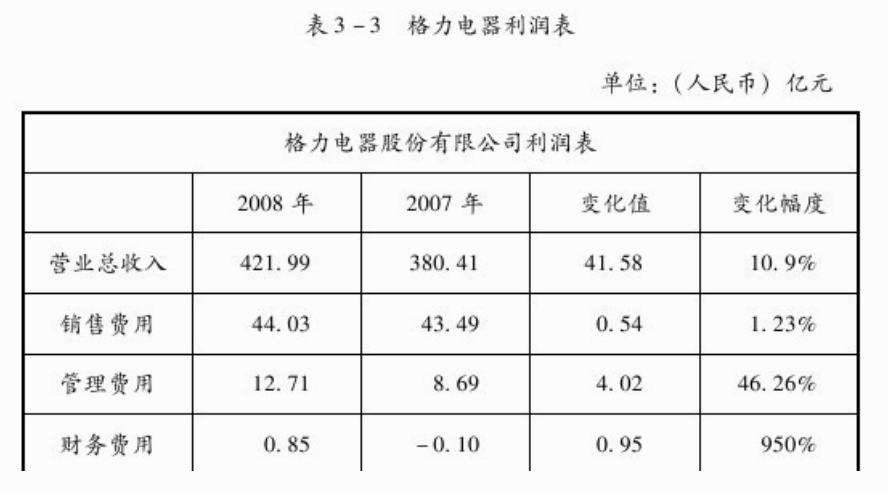 表3-3 格力电器利润表
单位：（人民币）亿元
格力电器股份有限公司利润表
2008 年 2007 年 变化值 变化幅度
营业总收入 421.99 380.41 41.58 10.9%
销售费用 44.03 43.49 0.54 1.23%
管理费用 12.71 8.69 4.02 46.26%
财务费用 0.85 -0.10 0.95 950%